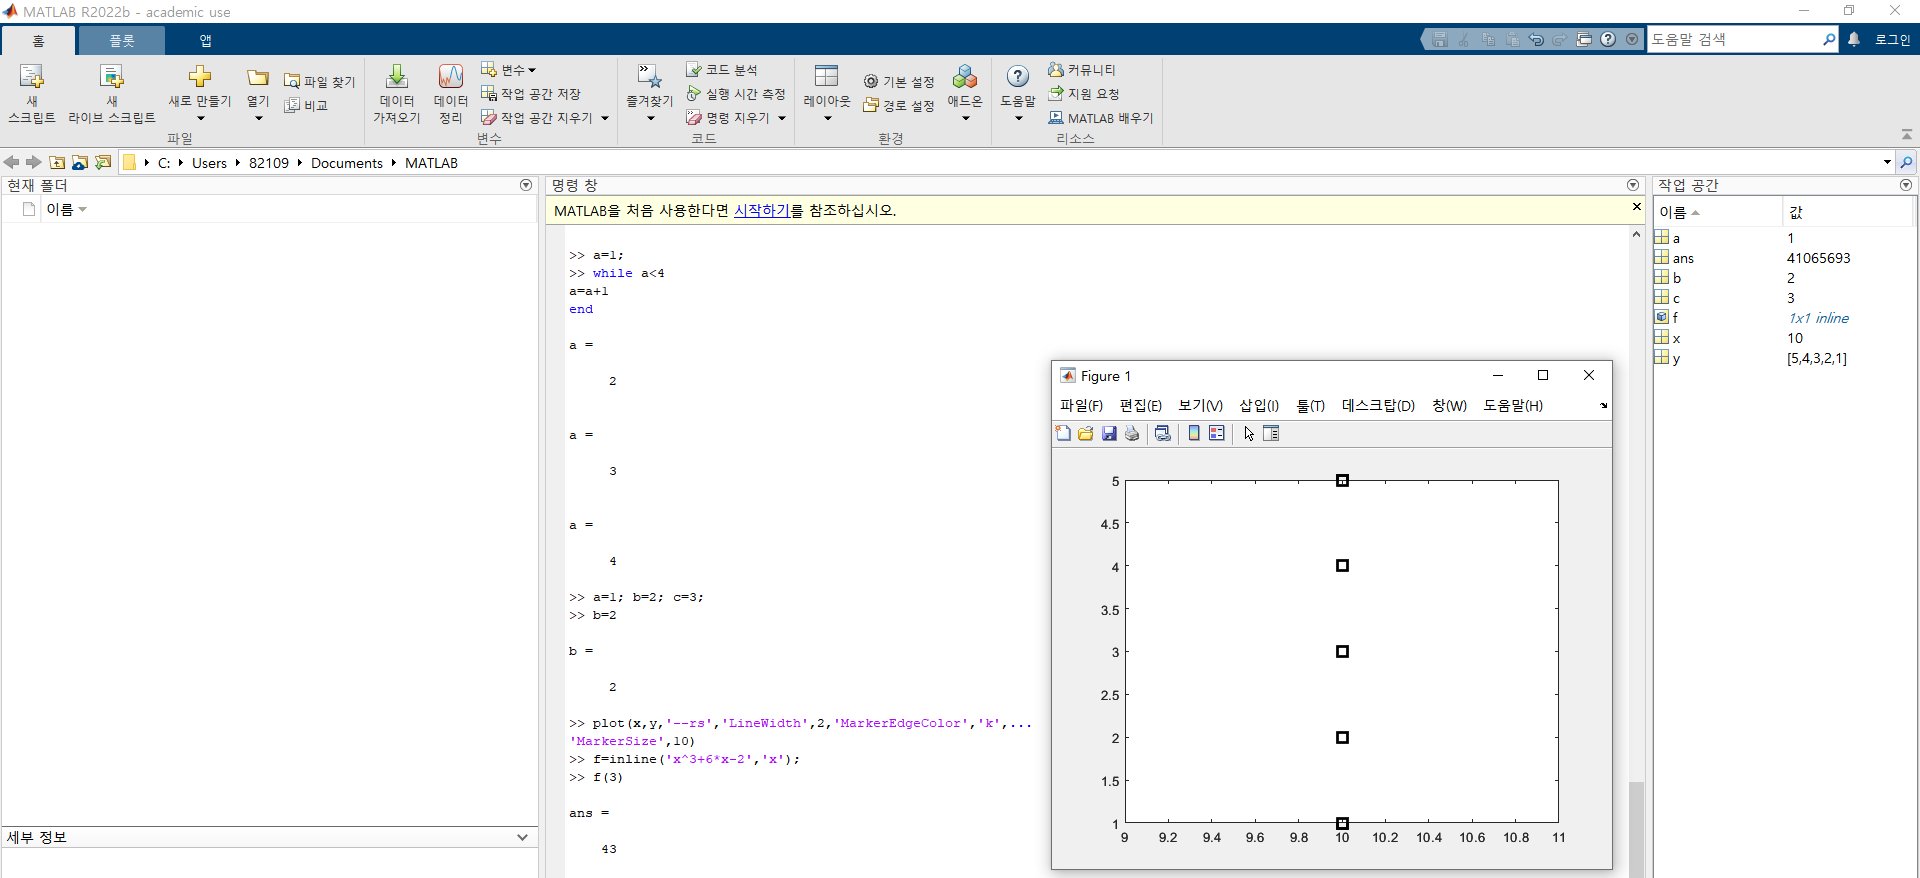 MATLAB R2022b - academic use
홈 플롯 앱
도움말 검색 로그인
새 스크립트
새 라이브 스크립트
새로 만들기
열기
파일 찾기
비교
파일
데이터 가져오기
데이터 정리
변수
작업 공간 저장
작업 공간 지우기
변수
즐겨찾기
코드 분석
실행 시간 측정
명령 지우기
코드
레이아웃
기본 설정
경로 설정
애드온
환경
도움말
커뮤니티
지원 요청
MATLAB 배우기
리소스
C: Users 82109 Documents MATLAB
현재 폴더
이름
세부 정보
명령 창
MATLAB을 처음 사용한다면 시작하기를 참조하십시오.
>> a=1;
>> while a<4
a=a+1
end
a =
2
a =
3
a =
4
>> a=1; b=2; c=3;
>> b=2
b =
2
>> plot(x,y,'--rs','LineWidth',2,'MarkerEdgeColor','k',...
'MarkerSize',10)
>> f=inline('x^3+6*x-2','x');
>> f(3)
ans =
43
Figure 1
파일(F) 편집(E) 보기(V) 삽입(I) 툴(T) 데스크탑(D) 창(W) 도움말(H)
5
4.5
4
3.5
3
2.5
2
1.5
1
9 9.2 9.4 9.6 9.8 10 10.2 10.4 10.6 10.8 11
작업 공간
이름 값
a 1
ans 41065693
b 2
c 3
f 1x1 inline
x 10
y [5,4,3,2,1]